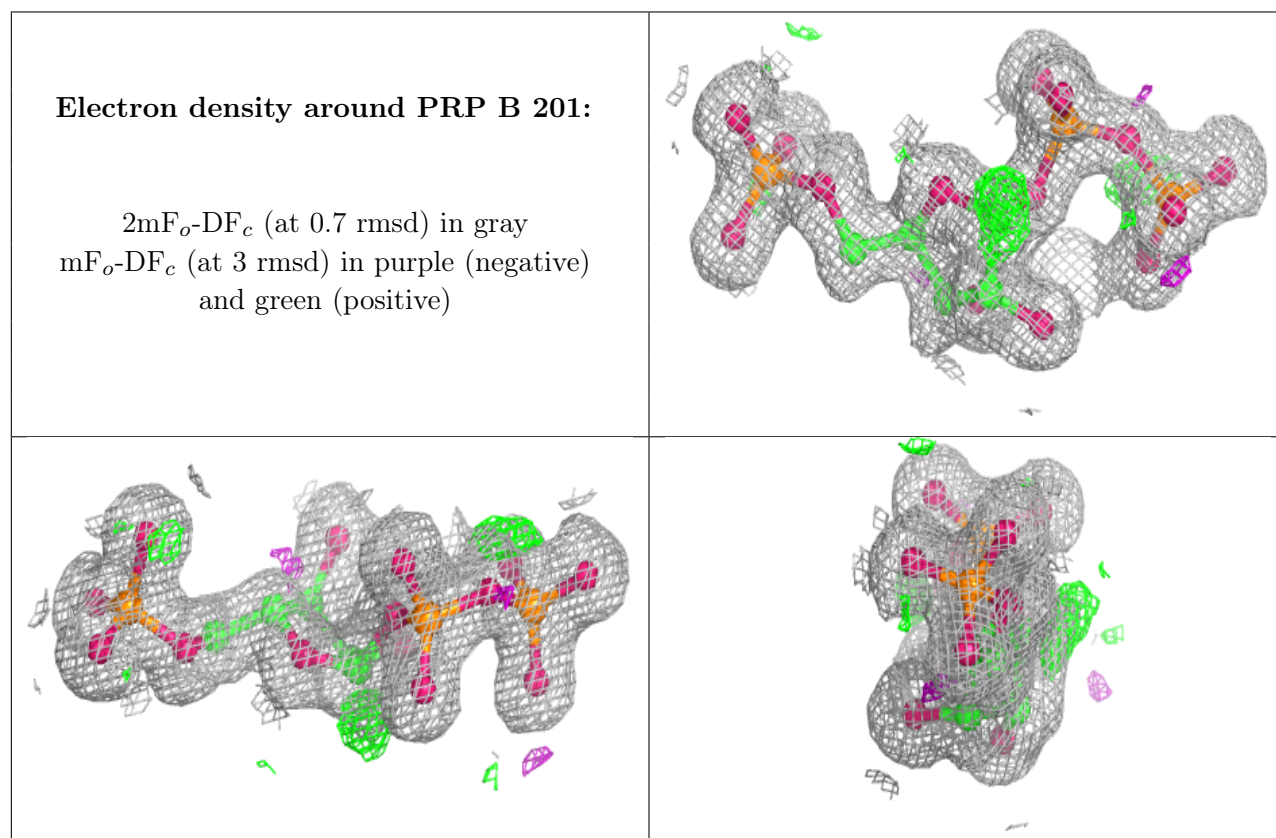 Electron density around PRP B 201:
2mFo-DFc (at 0.7 rmsd) in gray
mFo-DFc (at 3 rmsd) in purple (negative)
and green (positive)